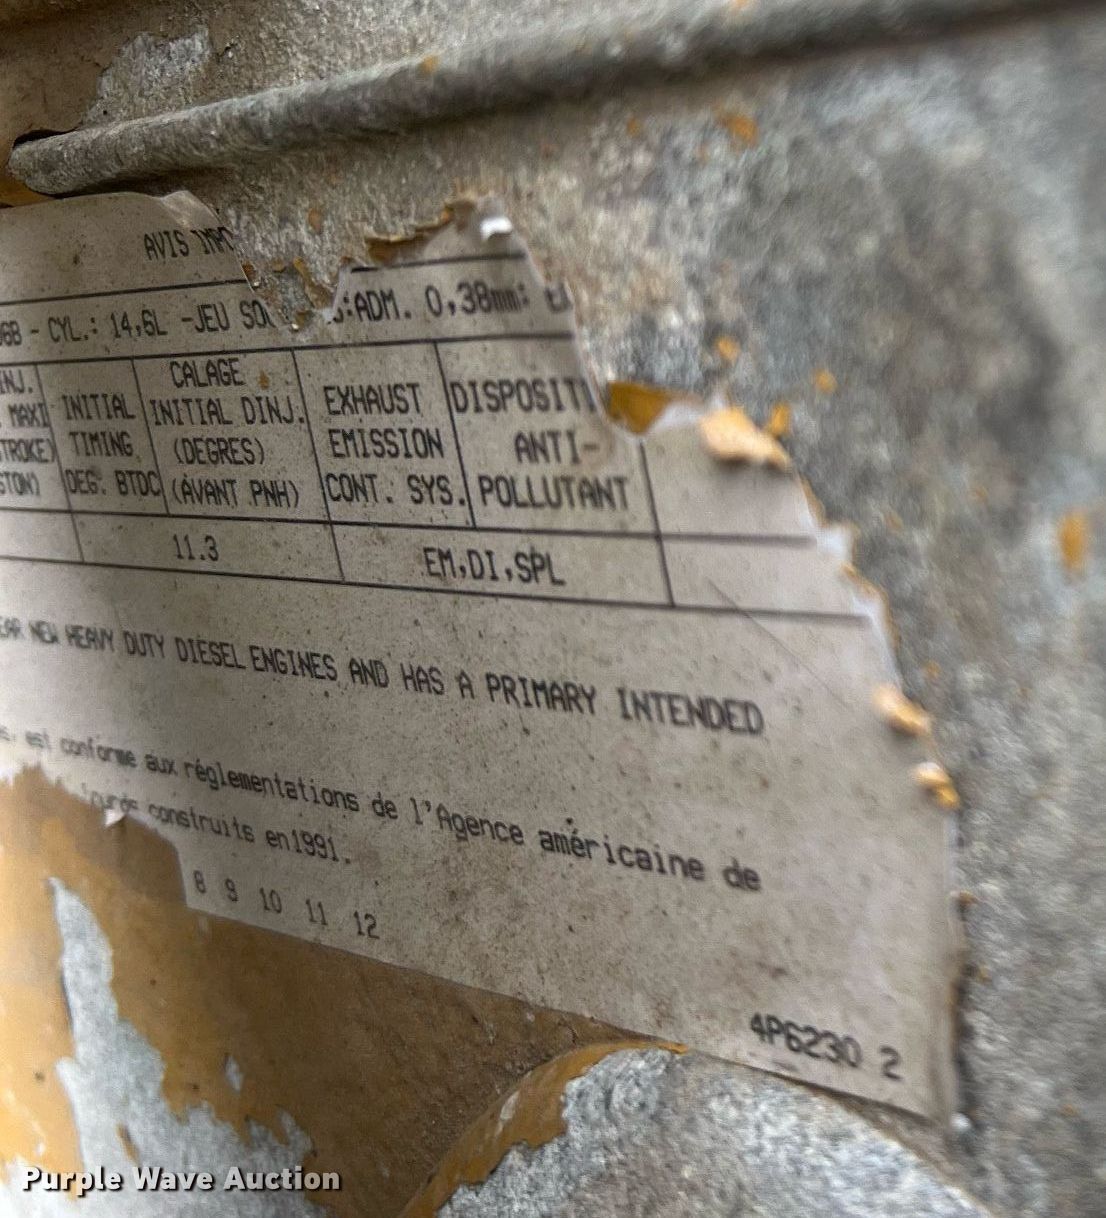 AVIS
06B - CYL.: 14,6L -JEU ADM. 0,38mm:
INJ. CALAGE
MAXI INITIAL INITIAL DINJ. EXHAUST DISPOSITI
STROKE) TIMING (DEGRES) EMISSION ANTI-
STON) DEG. BTDC (AVANT PNH) CONT. SYS. POLLUTANT
11.3 EM,DI,SPL
EAR NEW HEAVY DUTY DIESEL ENGINES AND HAS A PRIMARY INTENDED
est conforme aux réglementations de l'Agence américaine de
construits en1991.
8 9 10 11 12
4P6230 2
Purple Wave Auction